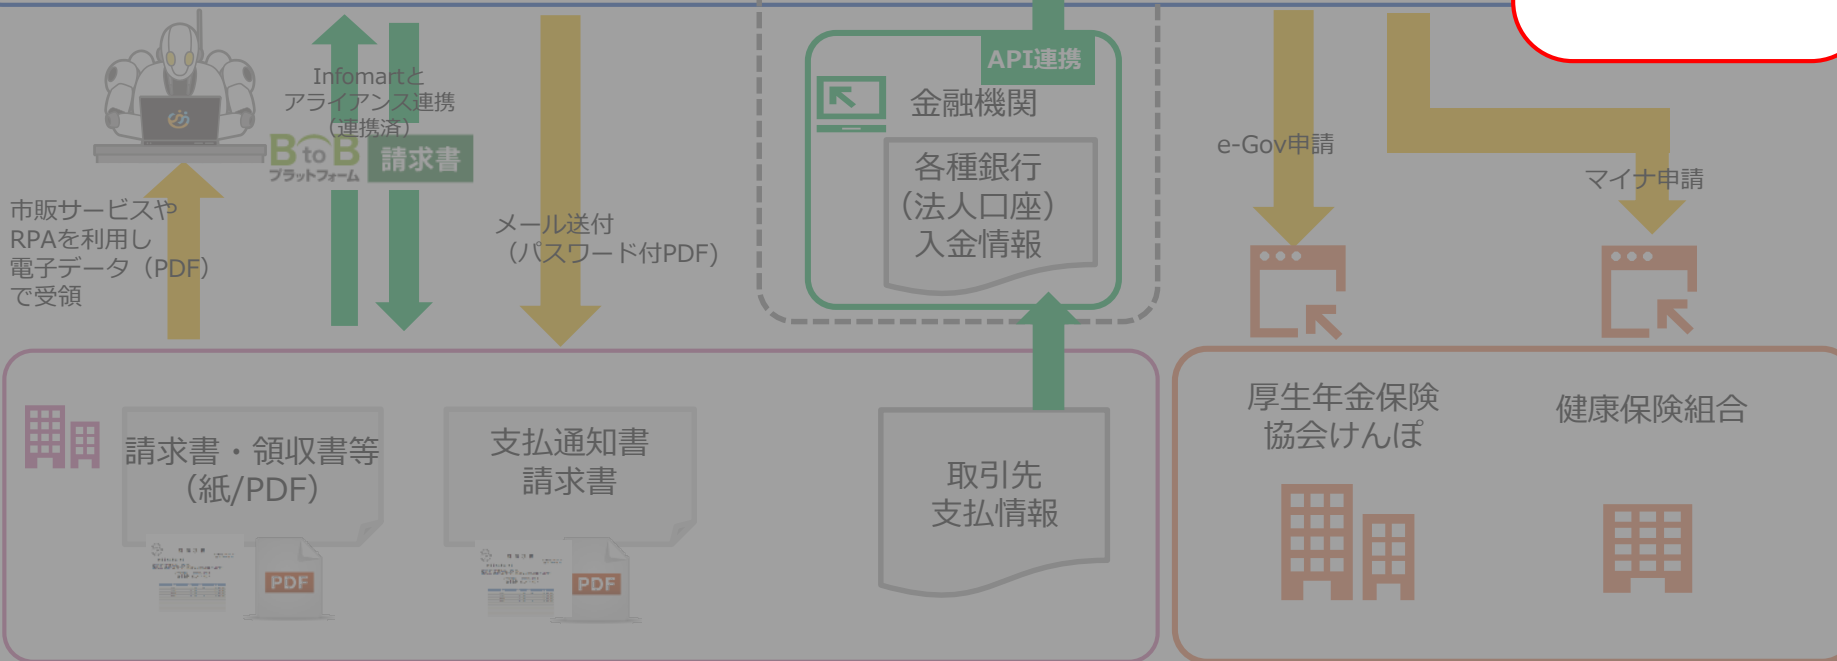 API連携
Infomartと
アライアンス連携
（連携済）
BtoB
プラットフォーム
請求書
市販サービスや
RPAを利用し
電子データ（PDF）
で受領
メール送付
（パスワード付PDF）
金融機関
各種銀行
（法人口座）
入金情報
e-Gov申請
マイナ申請
請求書・領収書等
（紙/PDF）
PDF
支払通知書
請求書
PDF
取引先
支払情報
厚生年金保険
協会けんぽ
健康保険組合